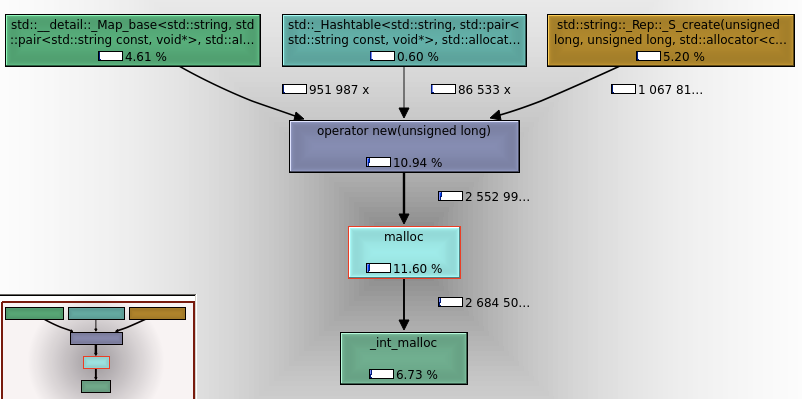 std::__detail::_Map_base<std::string, std
::pair<std::string const, void*>, std::al...
4.61 %
std::_Hashtable<std::string, std::pair<
std::string const, void*>, std::allocat...
0.60 %
std::string::_Rep::_S_create(unsigned
long, unsigned long, std::allocator<c...
5.20 %
951 987 x
86 533 x
1 067 81...
operator new(unsigned long)
10.94 %
2 552 99...
malloc
11.60 %
2 684 50...
_int_malloc
6.73 %